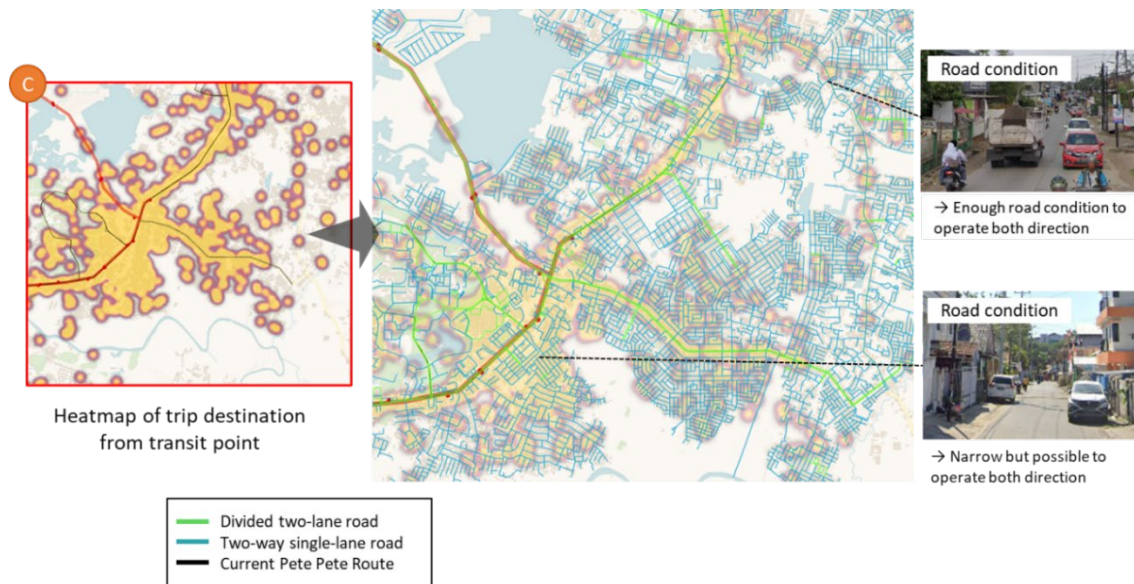 C
Heatmap of trip destination
from transit point
Road condition
→ Enough road condition to
operate both direction
Road condition
→ Narrow but possible to
operate both direction
Divided two-lane road
Two-way single-lane road
Current Pete Pete Route